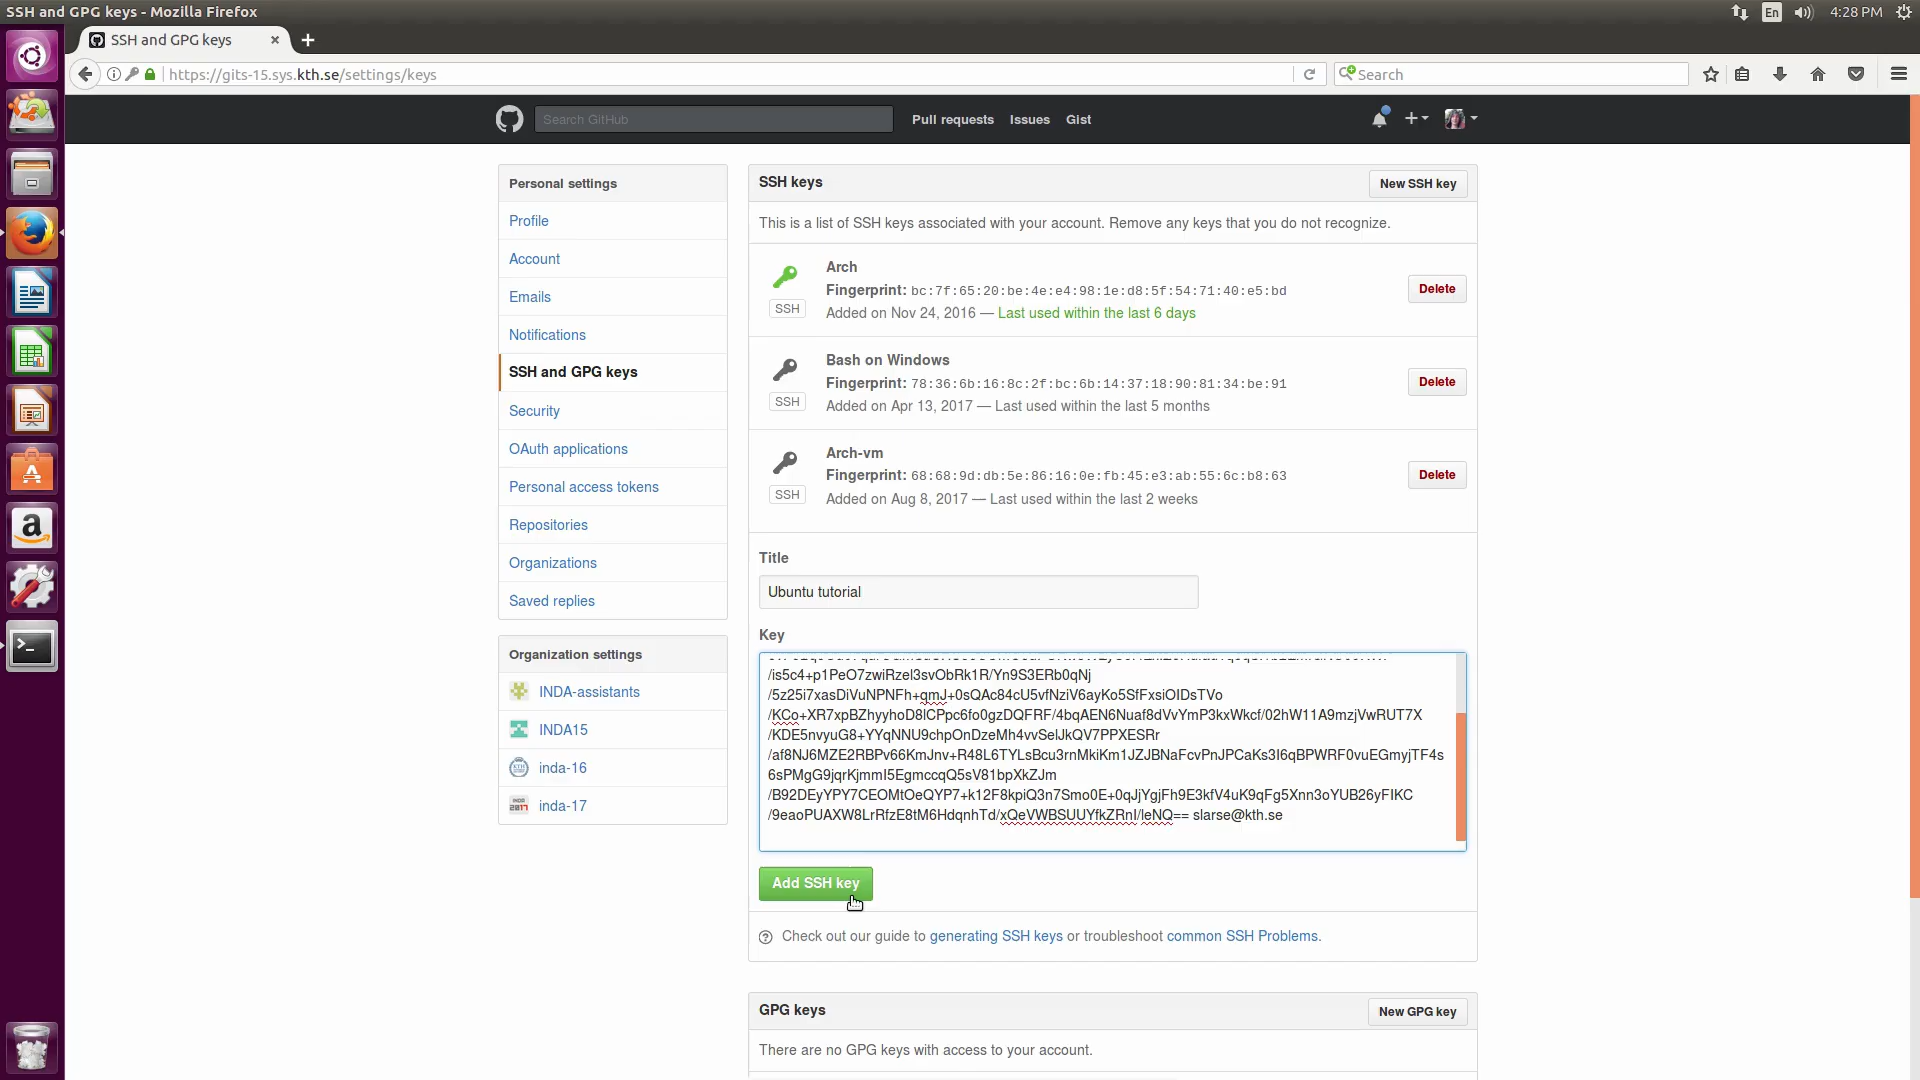 SSH and GPG keys - Mozilla Firefox
En
4:28 PM
SSH and GPG keys
https://gits-15.sys.kth.se/settings/keys
Search
Search GitHub
Pull requests
Issues
Gist
Personal settings
Profile
Account
Emails
Notifications
SSH and GPG keys
Security
OAuth applications
Personal access tokens
Repositories
Organizations
Saved replies
Organization settings
INDA-assistants
INDA15
inda-16
inda-17
SSH keys
New SSH key
This is a list of SSH keys associated with your account. Remove any keys that you do not recognize.
Arch
Fingerprint: bc:7f:65:20:be:4e:e4:98:1e:d8:5f:54:71:40:e5:bd
SSH
Added on Nov 24, 2016 — Last used within the last 6 days
Delete
Bash on Windows
Fingerprint: 78:36:6b:16:8c:2f:bc:6b:14:37:18:90:81:34:be:91
SSH
Added on Apr 13, 2017 — Last used within the last 5 months
Delete
Arch-vm
Fingerprint: 68:68:9d:db:5e:86:16:0e:fb:45:e3:ab:55:6c:b8:63
SSH
Added on Aug 8, 2017 — Last used within the last 2 weeks
Delete
Title
Ubuntu tutorial
Key
/is5c4+p1PeO7zwiRzel3svObRk1R/Yn9S3ERb0qNj
/5z25i7xasDiVuNPNFh+qmJ+0sQAc84cU5vfNziV6ayKo5SfFxsiOIDsTVo
/KCo+XR7xpBZhyyhoD8lCPpc6fo0gzDQFRF/4bqAEN6Nuaf8dVvYmP3kxWkcf/02hW11A9mzjVwRUT7X
/KDE5nvyuG8+YYqNNU9chpOnDzeMh4vvSelJkQV7PPXESRr
/af8NJ6MZE2RBPv66KmJnv+R48L6TYLsBcu3rnMkiKm1JZJBNaFcvPnJPCaKs3I6qBPWRF0vuEGmyjTF4s
6sPMgG9jqrKjmmI5EgmccqQ5sV81bpXkZJm
/B92DEyYPY7CEOMtOeQYP7+k12F8kpiQ3n7Smo0E+0qJjYgjFh9E3kfV4uK9qFg5Xnn3oYUB26yFIKC
/9eaoPUAXW8LrRfzE8tM6HdqnhTd/xQeVWBSUUYfkZRnI/leNQ== slarse@kth.se
Add SSH key
Check out our guide to generating SSH keys or troubleshoot common SSH Problems.
GPG keys
New GPG key
There are no GPG keys with access to your account.